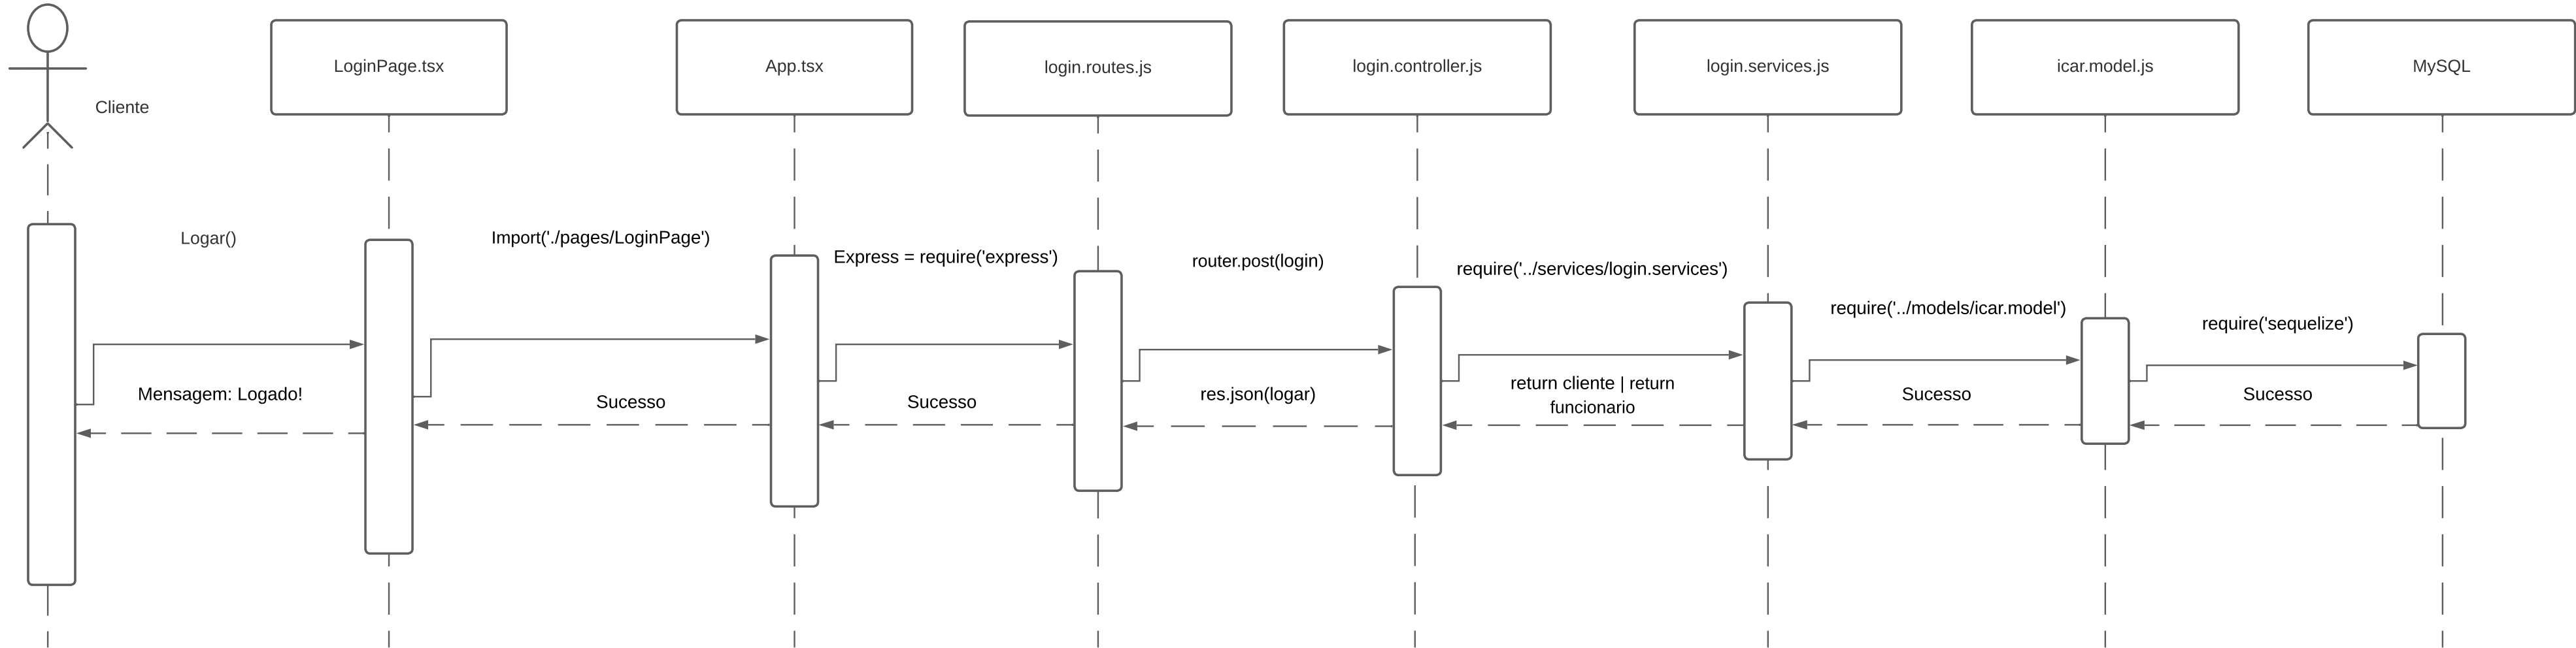 LoginPage.tsx
App.tsx
login.routes.js
login.controller.js
login.services.js
icar.model.js
MySQL
Cliente
Logar()
Import('./pages/LoginPage')
Express = require('express')
router.post(login)
require('../services/login.services')
require('../models/icar.model')
require('sequelize')
Mensagem: Logado!
Sucesso
Sucesso
res.json(logar)
return cliente | return
funcionario
Sucesso
Sucesso